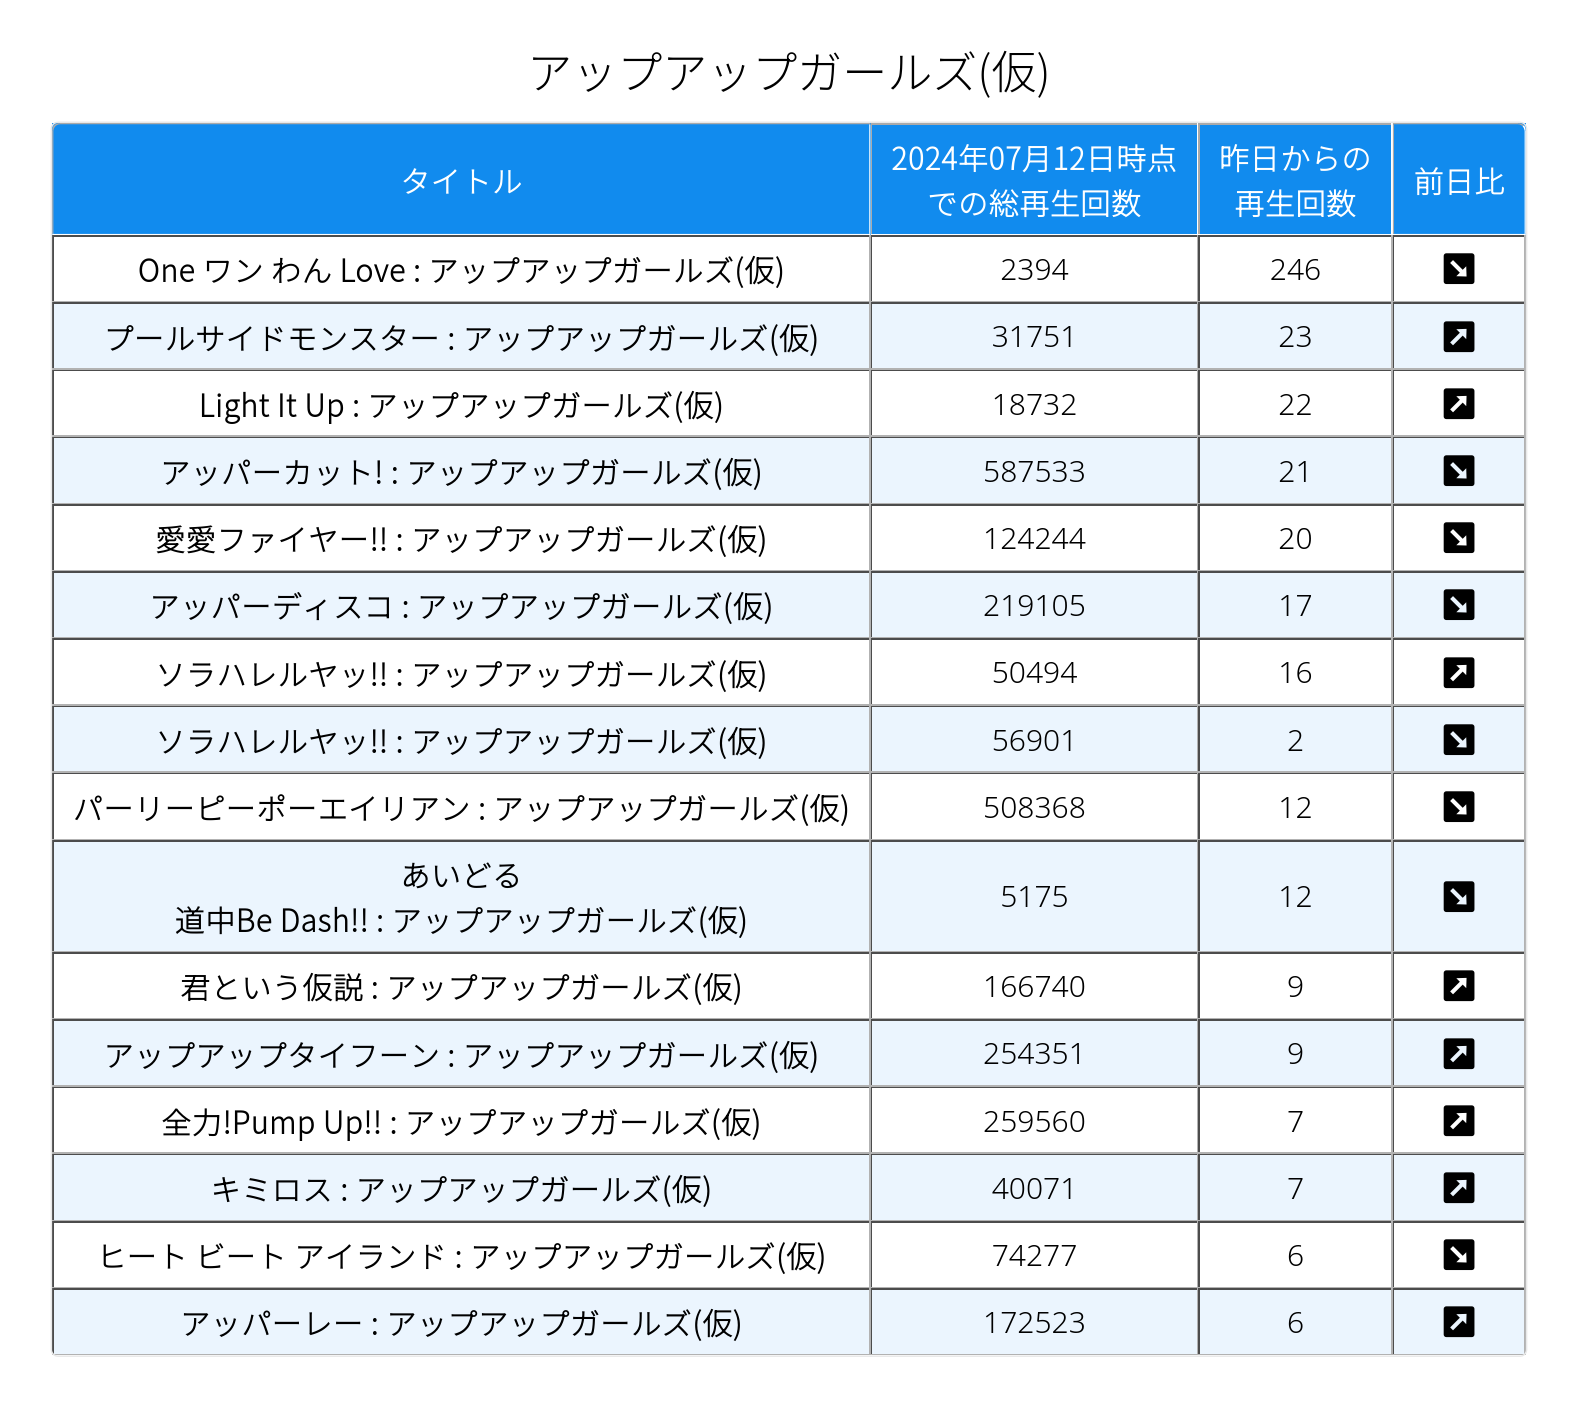 アップアップガールズ(仮)
タイトル
2024年07月12日時点
での総再生回数
昨日からの
再生回数
前日比
One ワン わん Love : アップアップガールズ(仮) 2394 246
プールサイドモンスター : アップアップガールズ(仮) 31751 23
Light It Up : アップアップガールズ(仮) 18732 22
アッパーカット! : アップアップガールズ(仮) 587533 21
愛愛ファイヤー!! : アップアップガールズ(仮) 124244 20
アッパーディスコ : アップアップガールズ(仮) 219105 17
ソラハレルヤッ!! : アップアップガールズ(仮) 50494 16
ソラハレルヤッ!! : アップアップガールズ(仮) 56901 2
パーリーピーポーエイリアン : アップアップガールズ(仮) 508368 12
あいどる
道中Be Dash!! : アップアップガールズ(仮) 5175 12
君という仮説 : アップアップガールズ(仮) 166740 9
アップアップタイフーン : アップアップガールズ(仮) 254351 9
全力!Pump Up!! : アップアップガールズ(仮) 259560 7
キミロス : アップアップガールズ(仮) 40071 7
ヒート ビート アイランド : アップアップガールズ(仮) 74277 6
アッパーレー : アップアップガールズ(仮) 172523 6